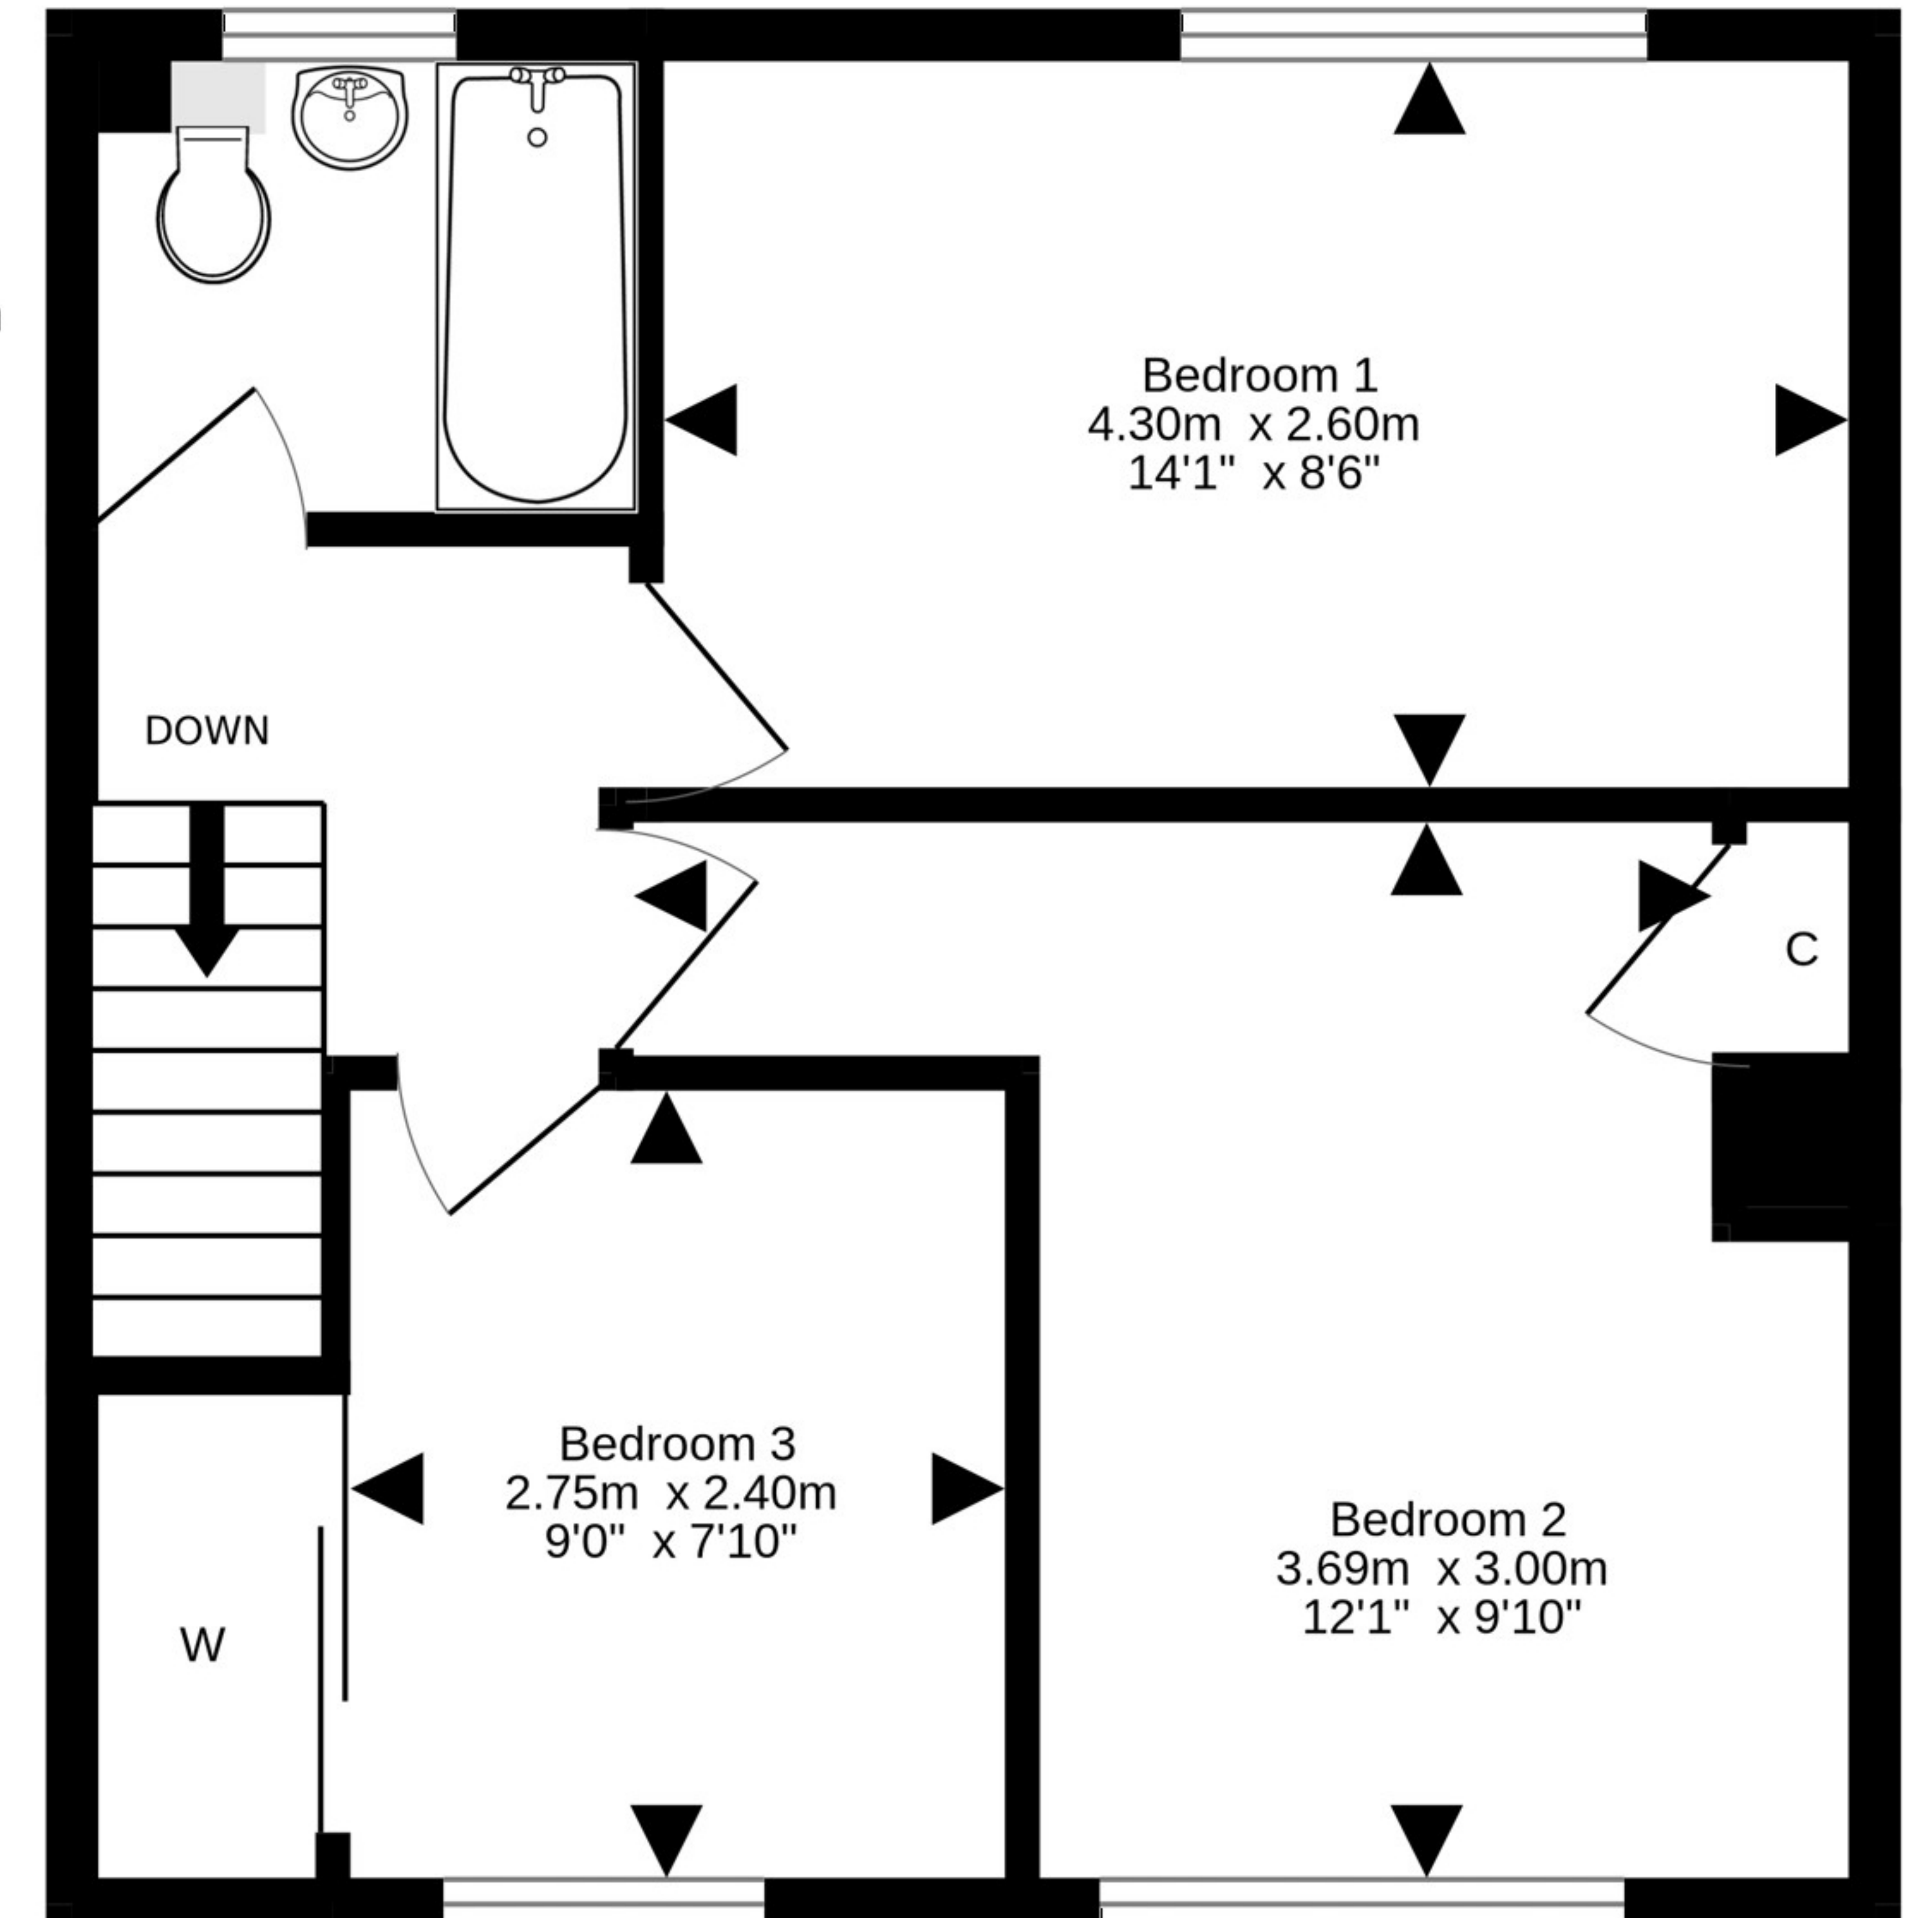 Bedroom 1
4.30m x 2.60m
14'1" x 8'6"
DOWN
C
Bedroom 3
2.75m x 2.40m
9'0" x 7'10"
Bedroom 2
3.69m x 3.00m
12'1" x 9'10"
W